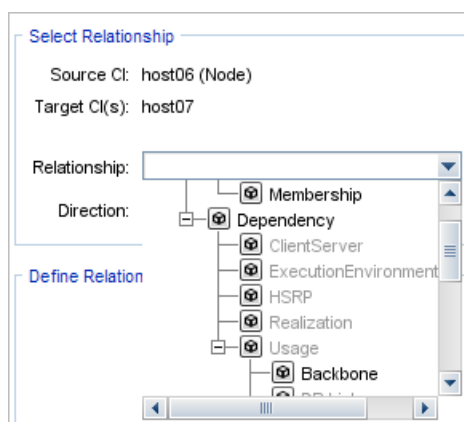 Select Relationship
Source CI: host06 (Node)
Target CI(s): host07
Relationship:
Membership
Direction:
Dependency
ClientServer
Define Relation
ExecutionEnvironment
HSRP
Realization
Usage
Backbone